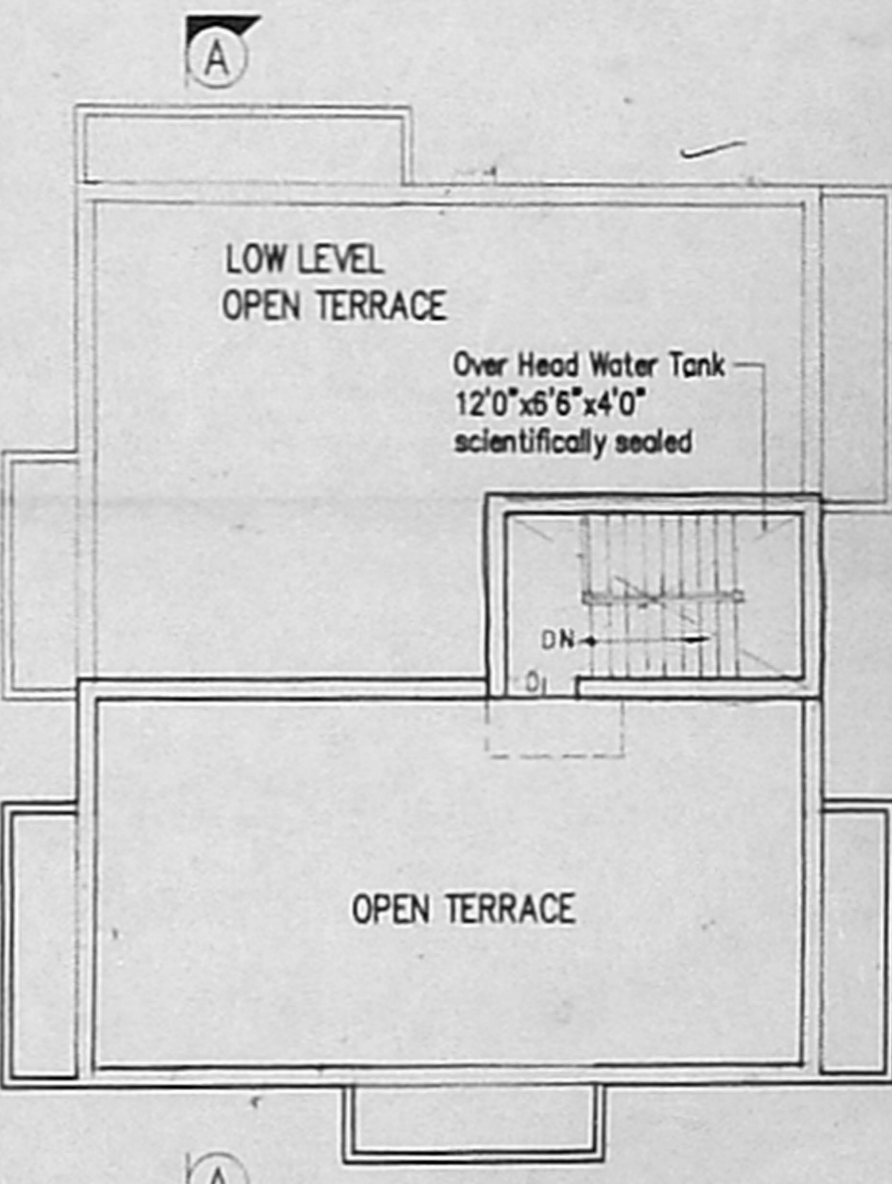 A
LOW LEVEL
OPEN TERRACE
Over Head Water Tank
12'0"x6'6"x4'0"
scientifically sealed
DN
D1
OPEN TERRACE
A